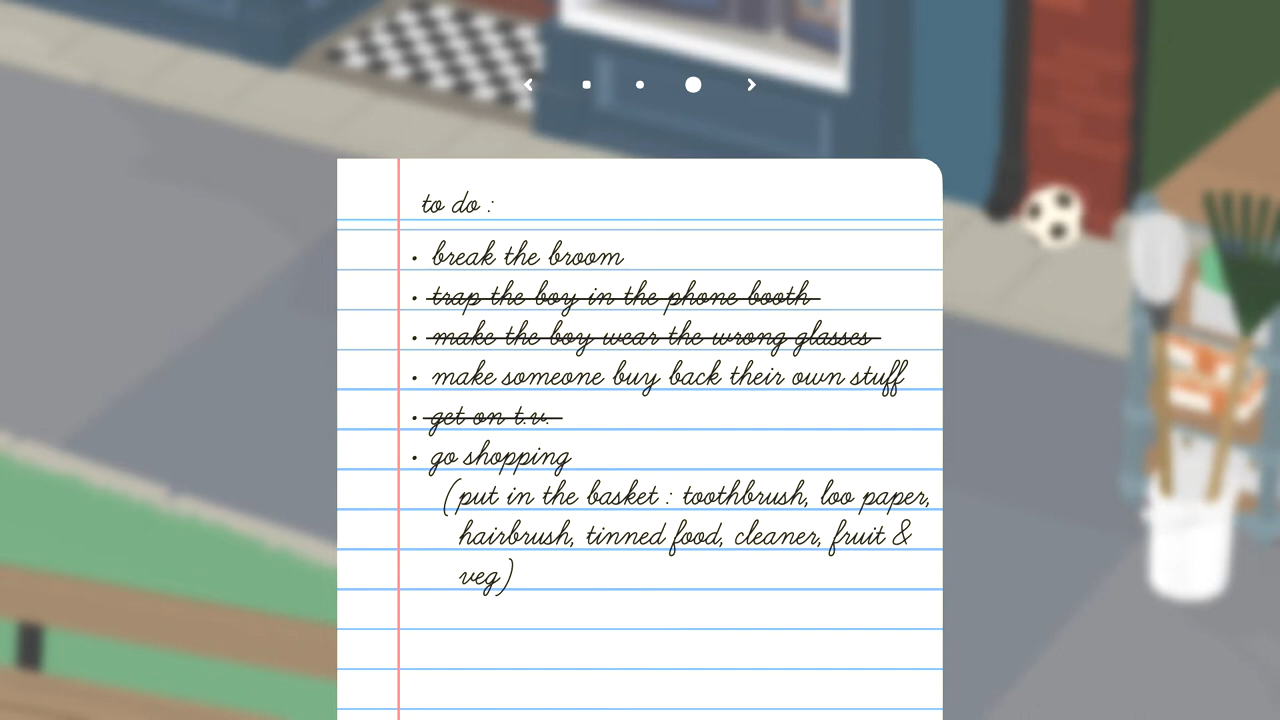 to do :
• break the broom
• trap the boy in the phone booth
• make the boy wear the wrong glasses
• make someone buy back their own stuff
• get on t.v.
• go shopping
(put in the basket : toothbrush, loo paper,
hairbrush, tinned food, cleaner, fruit &
veg)